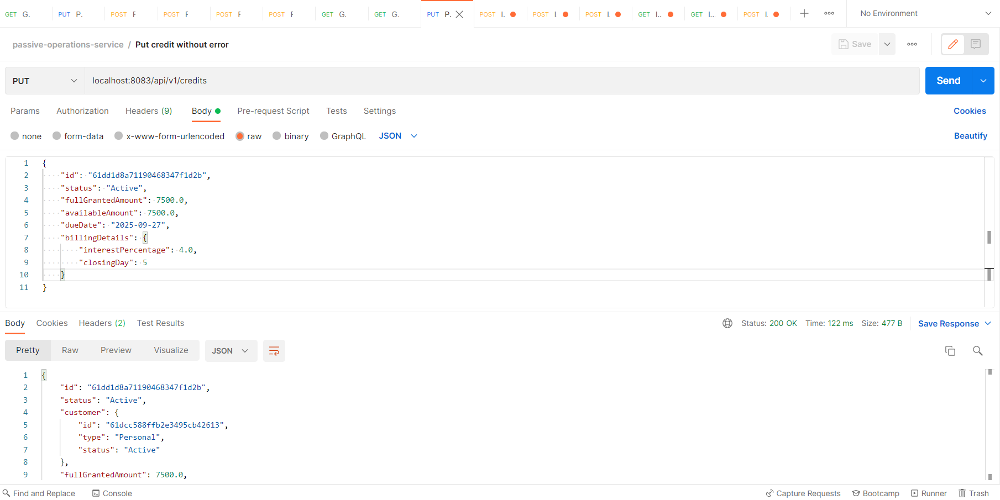 GET G. PUT P. POST F POST F POST F POST F GET G. GET G. PUT P. POST I. POST I. POST I. GET I.. GET I... POST I. No Environment
passive-operations-service / Put credit without error Save
PUT localhost:8083/api/v1/credits Send
Params Authorization Headers (9) Body Pre-request Script Tests Settings Cookies
none form-data x-www-form-urlencoded raw binary GraphQL JSON Beautify
1 {
2 "id": "61dd1d8a71190468347f1d2b",
3 "status": "Active",
4 "fullGrantedAmount": 7500.0,
5 "availableAmount": 7500.0,
6 "dueDate": "2025-09-27",
7 "billingDetails": {
8 "interestPercentage": 4.0,
9 "closingDay": 5
10 }
11 }
Body Cookies Headers (2) Test Results Status: 200 OK Time: 122 ms Size: 477 B Save Response
Pretty Raw Preview Visualize JSON
1 {
2 "id": "61dd1d8a71190468347f1d2b",
3 "status": "Active",
4 "customer": {
5 "id": "61dcc588ffb2e3495cb42613",
6 "type": "Personal",
7 "status": "Active"
8 },
9 "fullGrantedAmount": 7500.0,
Find and Replace Console Capture Requests Bootcamp Runner Trash